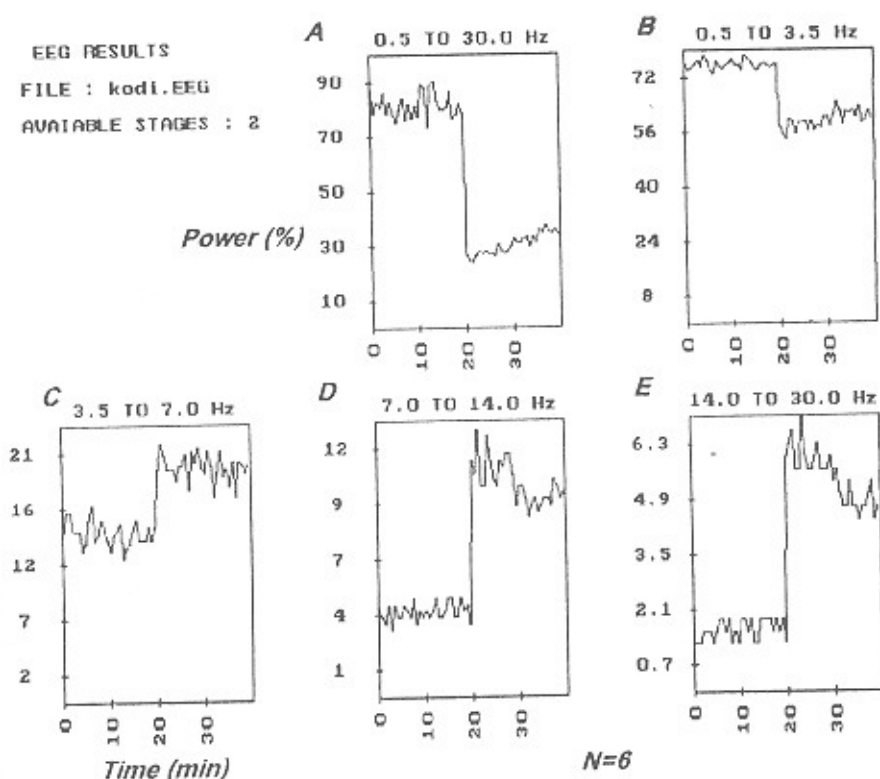 EEG RESULTS
FILE : kodi.EEG
AVAIABLE STAGES : 2
A
0.5 TO 30.0 Hz
90
80
70
50
30
10
Power (%)
0 10 20 30
B
0.5 TO 3.5 Hz
72
56
40
24
8
0 10 20 30
C
3.5 TO 7.0 Hz
21
16
12
7
2
0 10 20 30
Time (min)
D
7.0 TO 14.0 Hz
12
9
7
4
1
0 10 20 30
E
14.0 TO 30.0 Hz
6.3
4.9
3.5
2.1
0.7
0 10 20 30
N=6